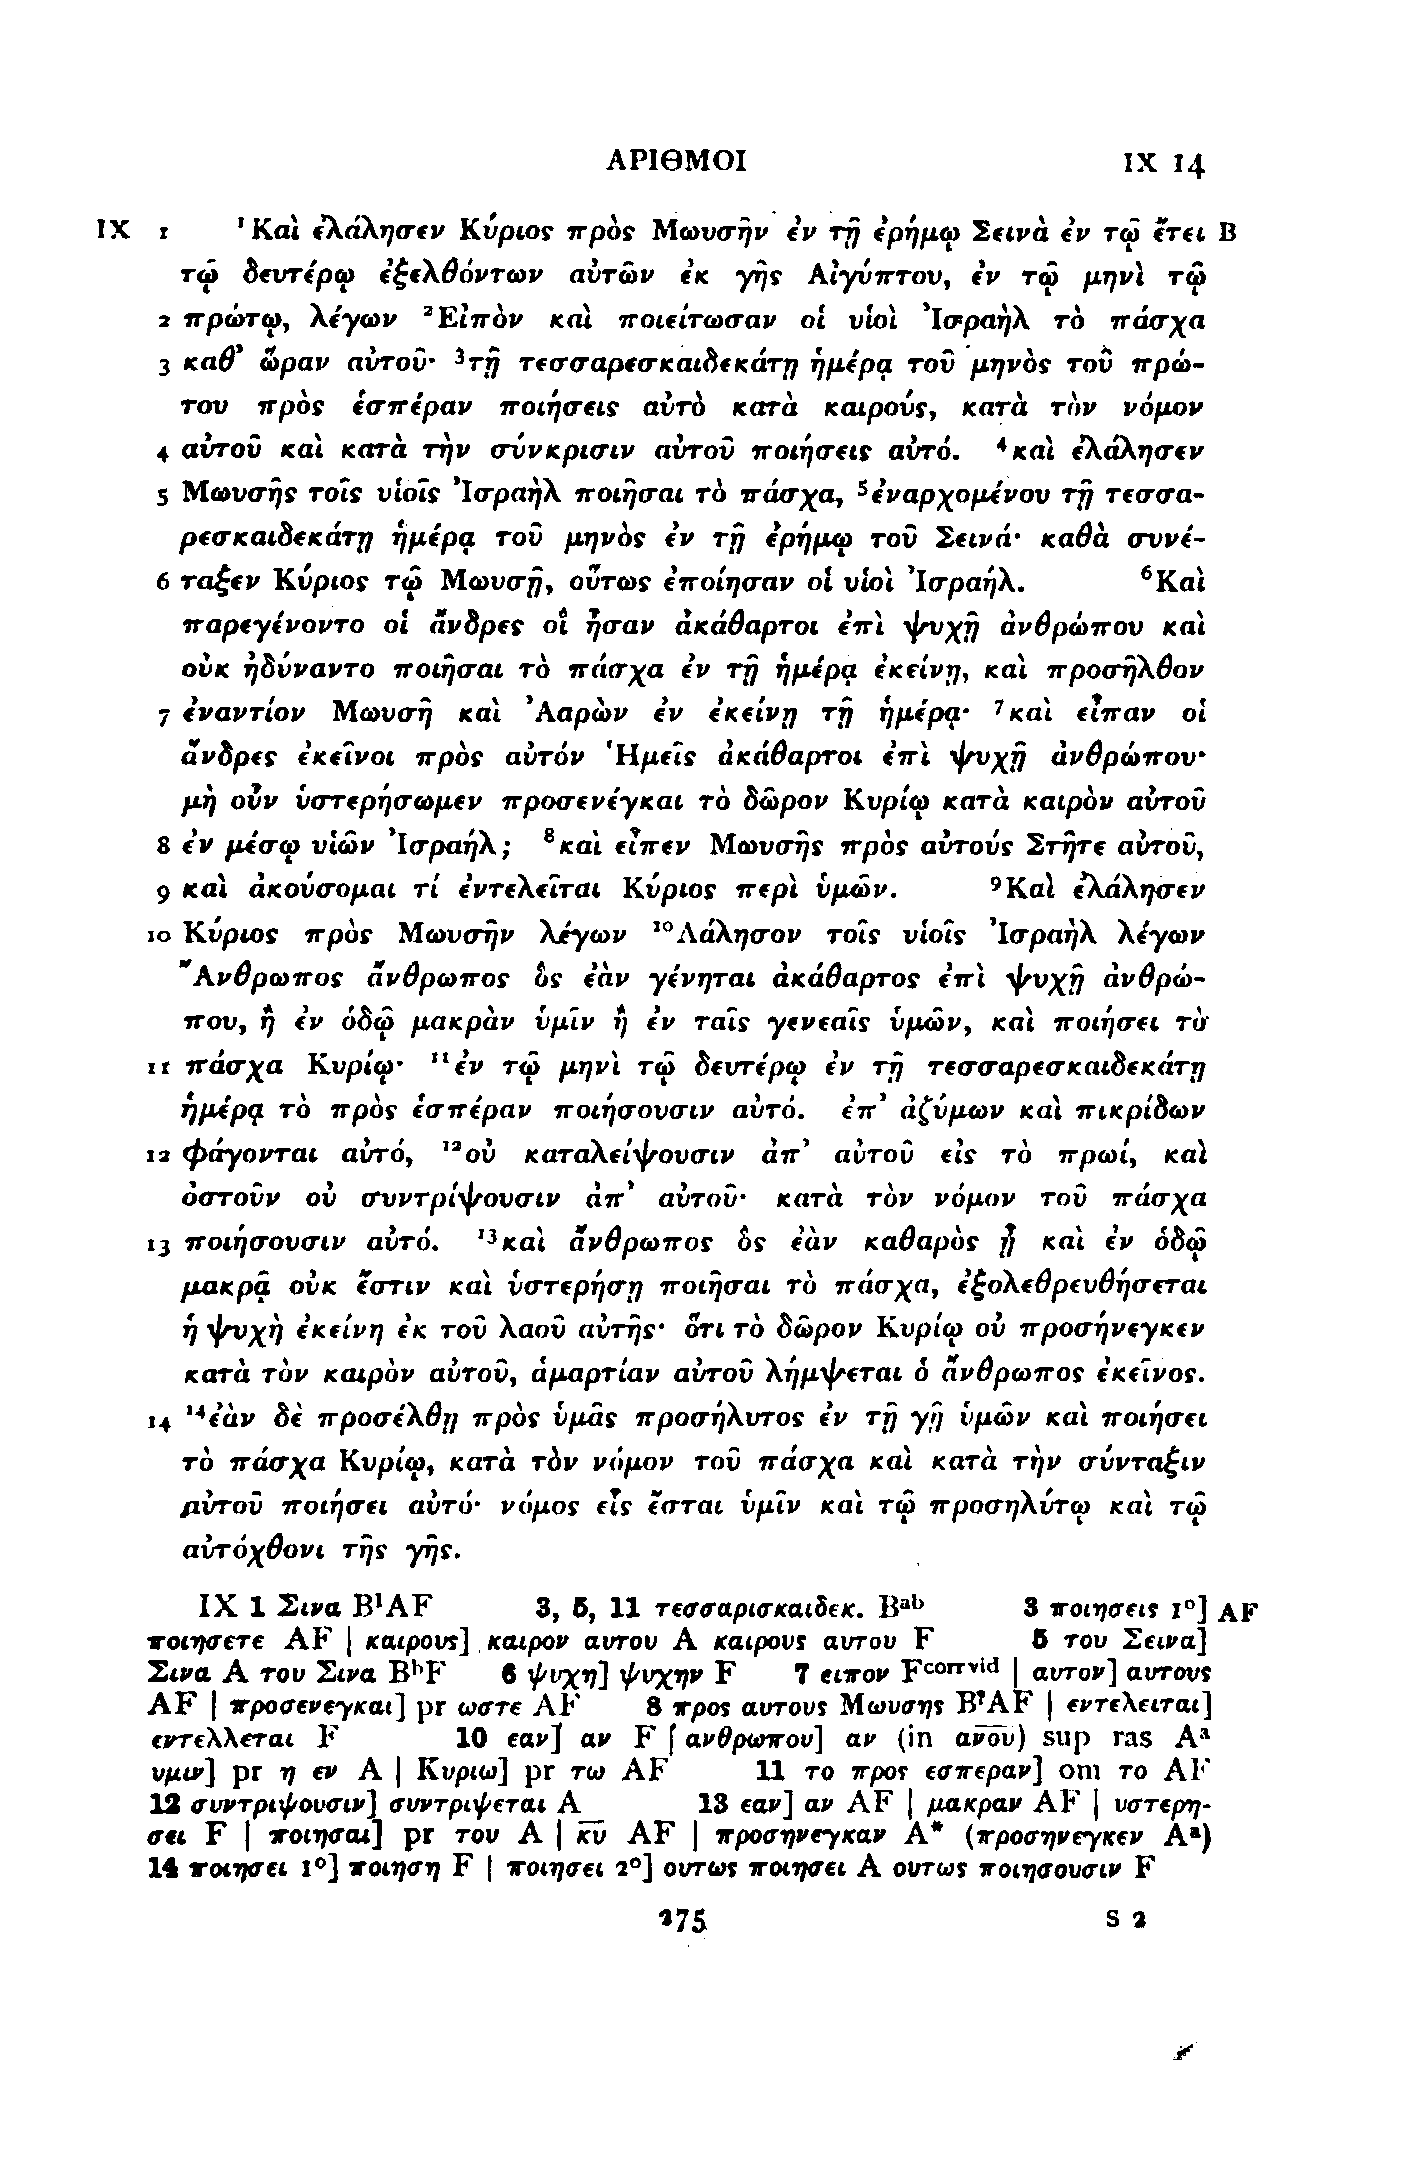 ΑΡΙΘΜΟΙ IX 14
IX 1 ¹Καὶ ἐλάλησεν Κύριος πρὸς Μωυσῆν ἐν τῇ ἐρήμῳ Σεινὰ ἐν τῷ ἔτει B
τῷ δευτέρῳ ἐξελθόντων αὐτῶν ἐκ γῆς Αἰγύπτου, ἐν τῷ μηνὶ τῷ
2 πρώτῳ, λέγων ²Εἰπὸν καὶ ποιείτωσαν οἱ υἱοὶ Ἰσραὴλ τὸ πάσχα
3 καθ’ ὥραν αὐτοῦ· ³τῇ τεσσαρεσκαιδεκάτῃ ἡμέρᾳ τοῦ μηνὸς τοῦ πρώ-
του πρὸς ἑσπέραν ποιήσεις αὐτὸ κατὰ καιρούς, κατὰ τὸν νόμον
4 αὐτοῦ καὶ κατὰ τὴν σύνκρισιν αὐτοῦ ποιήσεις αὐτό. ⁴καὶ ἐλάλησεν
5 Μωυσῆς τοῖς υἱοῖς Ἰσραὴλ ποιῆσαι τὸ πάσχα, ⁵ἐναρχομένου τῇ τεσσα-
ρεσκαιδεκάτῃ ἡμέρᾳ τοῦ μηνὸς ἐν τῇ ἐρήμῳ τοῦ Σεινά· καθὰ συνέ-
6 ταξεν Κύριος τῷ Μωυσῇ, οὕτως ἐποίησαν οἱ υἱοὶ Ἰσραήλ. ⁶Καὶ
παρεγένοντο οἱ ἄνδρες οἳ ἦσαν ἀκάθαρτοι ἐπὶ ψυχῇ ἀνθρώπου καὶ
οὐκ ἠδύναντο ποιῆσαι τὸ πάσχα ἐν τῇ ἡμέρᾳ ἐκείνῃ, καὶ προσῆλθον
7 ἐναντίον Μωυσῆ καὶ Ἀαρὼν ἐν ἐκείνῃ τῇ ἡμέρᾳ· ⁷καὶ εἶπαν οἱ
ἄνδρες ἐκεῖνοι πρὸς αὐτόν Ἡμεῖς ἀκάθαρτοι ἐπὶ ψυχῇ ἀνθρώπου·
μὴ οὖν ὑστερήσωμεν προσενέγκαι τὸ δῶρον Κυρίῳ κατὰ καιρὸν αὐτοῦ
8 ἐν μέσῳ υἱῶν Ἰσραήλ; ⁸καὶ εἶπεν Μωυσῆς πρὸς αὐτούς Στῆτε αὐτοῦ,
9 καὶ ἀκούσομαι τί ἐντελεῖται Κύριος περὶ ὑμῶν. ⁹Καὶ ἐλάλησεν
10 Κύριος πρὸς Μωυσῆν λέγων ¹⁰Λάλησον τοῖς υἱοῖς Ἰσραὴλ λέγων
Ἄνθρωπος ἄνθρωπος ὃς ἐὰν γένηται ἀκάθαρτος ἐπὶ ψυχῇ ἀνθρώ-
που, ἢ ἐν ὁδῷ μακρὰν ὑμῖν ἢ ἐν ταῖς γενεαῖς ὑμῶν, καὶ ποιήσει τὸ
11 πάσχα Κυρίῳ· ¹¹ἐν τῷ μηνὶ τῷ δευτέρῳ ἐν τῇ τεσσαρεσκαιδεκάτῃ
ἡμέρᾳ τὸ πρὸς ἑσπέραν ποιήσουσιν αὐτό. ἐπ’ ἀζύμων καὶ πικρίδων
12 φάγονται αὐτό, ¹²οὐ καταλείψουσιν ἀπ’ αὐτοῦ εἰς τὸ πρωί, καὶ
ὀστοῦν οὐ συντρίψουσιν ἀπ’ αὐτοῦ· κατὰ τὸν νόμον τοῦ πάσχα
13 ποιήσουσιν αὐτό. ¹³καὶ ἄνθρωπος ὃς ἐὰν καθαρὸς ᾖ καὶ ἐν ὁδῷ
μακρᾷ οὐκ ἔστιν καὶ ὑστερήσῃ ποιῆσαι τὸ πάσχα, ἐξολεθρευθήσεται
ἡ ψυχὴ ἐκείνη ἐκ τοῦ λαοῦ αὐτῆς· ὅτι τὸ δῶρον Κυρίῳ οὐ προσήνεγκεν
κατὰ τὸν καιρὸν αὐτοῦ, ἁμαρτίαν αὐτοῦ λήμψεται ὁ ἄνθρωπος ἐκεῖνος.
14 ¹⁴ἐὰν δὲ προσέλθῃ πρὸς ὑμᾶς προσήλυτος ἐν τῇ γῇ ὑμῶν καὶ ποιήσει
τὸ πάσχα Κυρίῳ, κατὰ τὸν νόμον τοῦ πάσχα καὶ κατὰ τὴν σύνταξιν
αὐτοῦ ποιήσει αὐτό· νόμος εἷς ἔσται ὑμῖν καὶ τῷ προσηλύτῳ καὶ τῷ
αὐτόχθονι τῆς γῆς.
IX 1 Σινα B¹AF 3, 5, 11 τεσσαρισκαιδεκ. Bᵃᵇ 3 ποιησεις 1°] AF
ποιησετε AF | καιρους] καιρον αυτου A καιρους αυτου F 5 του Σεινα]
Σινα A του Σινα BᵇF 6 ψυχη] ψυχην F 7 ειπον Fᶜᵒʳʳᵛⁱᵈ | αυτον] αυτους
AF | προσενεγκαι] pr ωστε AF 8 προς αυτους Μωυσης BˀAF | εντελειται]
εντελλεται F 10 εαν] αν F | ανθρωπου] αν (in α̅ν̅ο̅υ̅) sup ras Aᵃ
υμιν] pr η εν A | Κυριω] pr τω AF 11 το προς εσπεραν] om το AF
12 συντριψουσιν] συντριψεται A 13 εαν] αν AF | μακραν AF | υστερη-
σει F | ποιησαι] pr του A | κ̅υ̅ AF | προσηνεγκαν A* (προσηνεγκεν Aᵃ)
14 ποιησει 1°] ποιηση F | ποιησει 2°] ουτως ποιησει A ουτως ποιησουσιν F
275 S 2